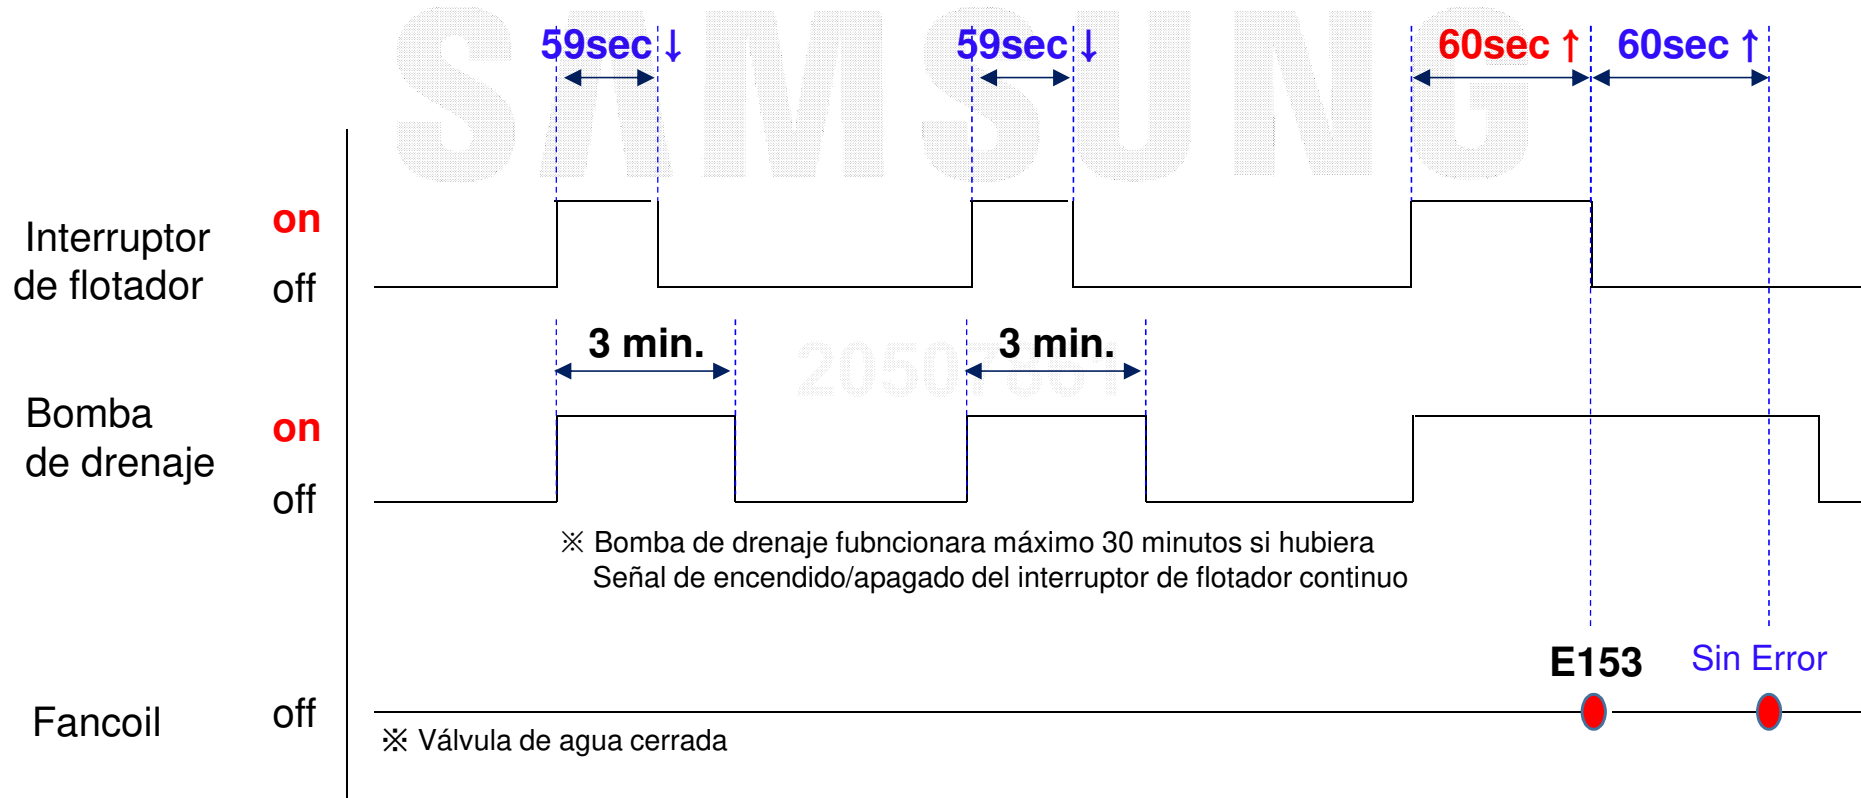 SAMSUNG
59sec↓ 59sec↓ 60sec↑ 60sec↑
Interruptor
de flotador
on
off
3 min. 3 min.
Bomba
de drenaje
on
off
※ Bomba de drenaje fubncionara máximo 30 minutos si hubiera
Señal de encendido/apagado del interruptor de flotador continuo
E153 Sin Error
Fancoil off
※ Válvula de agua cerrada